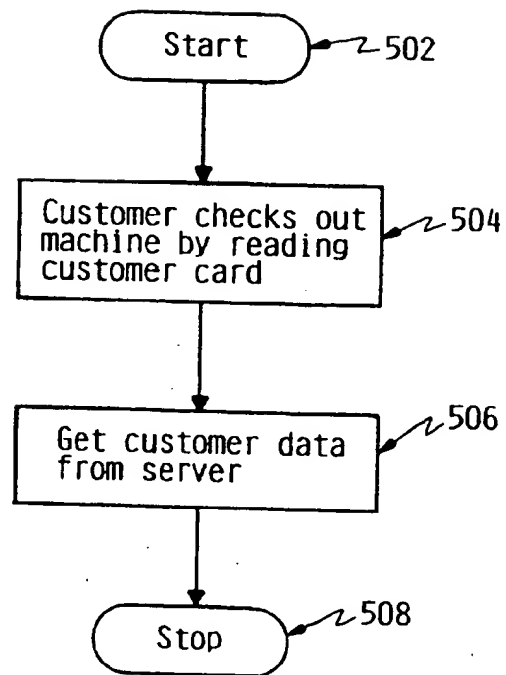 Start
502
Customer checks out
machine by reading
customer card
504
Get customer data
from server
506
Stop
508